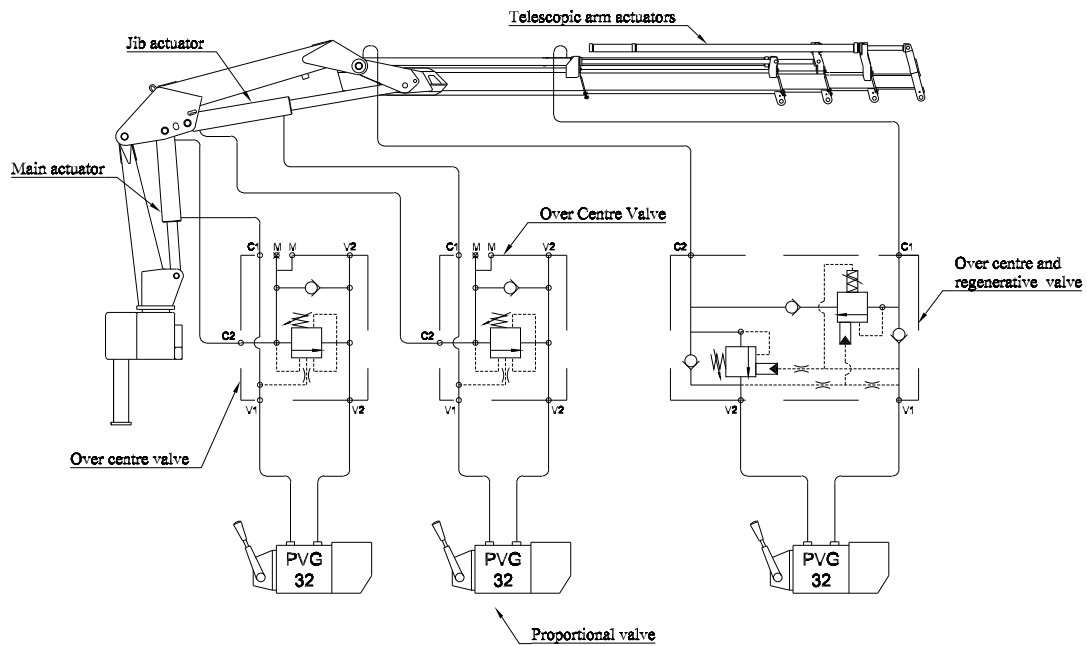 Telescopic arm actuators
Jib actuator
Main actuator
Over Centre Valve
C1 M M V2
C1 M M V2
C2 C1
Over centre and
regenerative valve
C2
C2
V1 V2
V1 V2
V2 V1
Over centre valve
PVG
32
PVG
32
PVG
32
Proportional valve